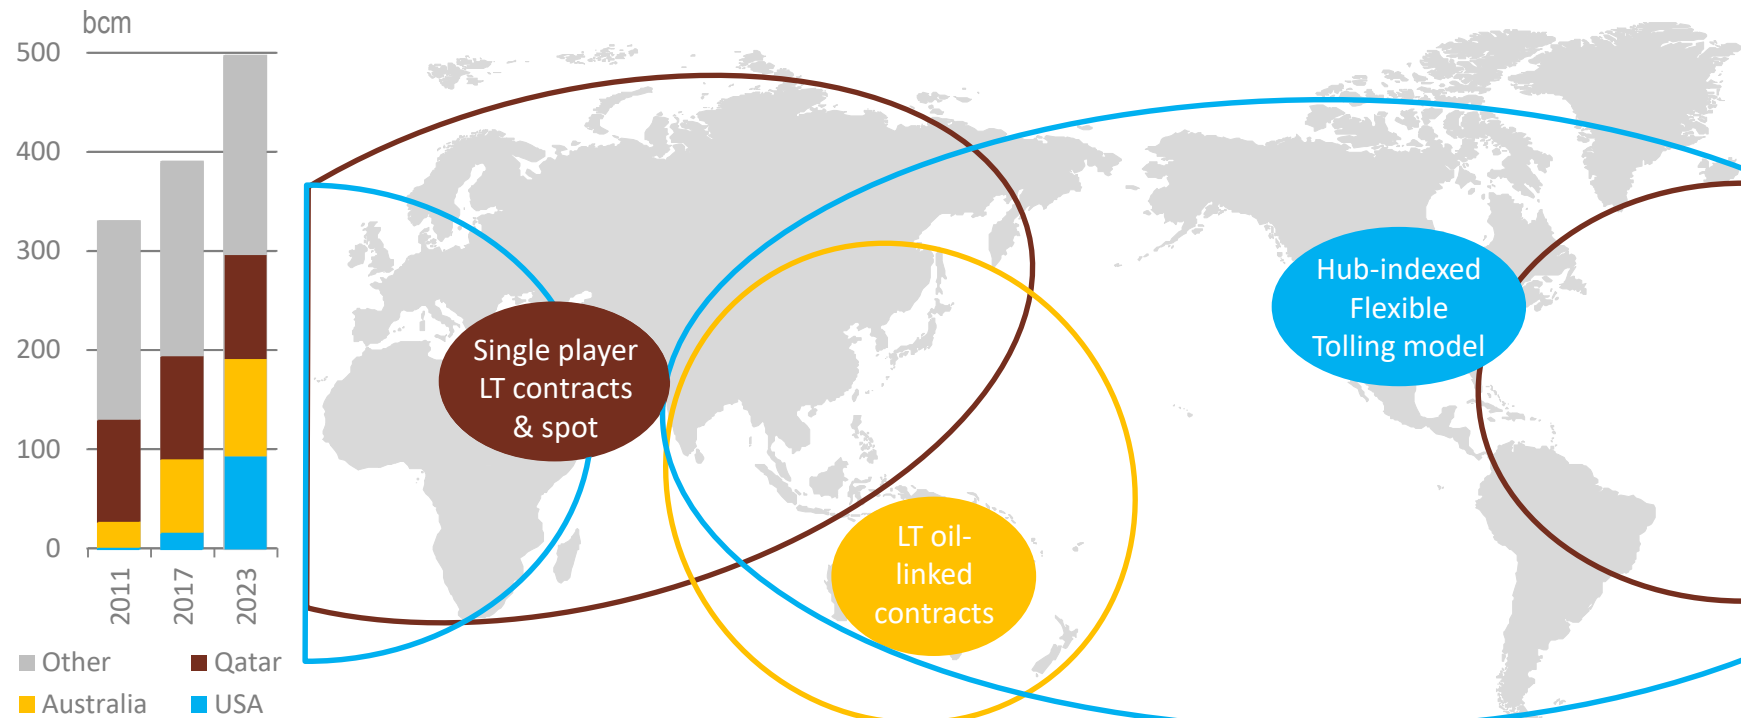 bcm
500
400
300
200
100
0
2011
2017
2023
Other
Qatar
Australia
USA
Single player
LT contracts
& spot
LT oil-
linked
contracts
Hub-indexed
Flexible
Tolling model